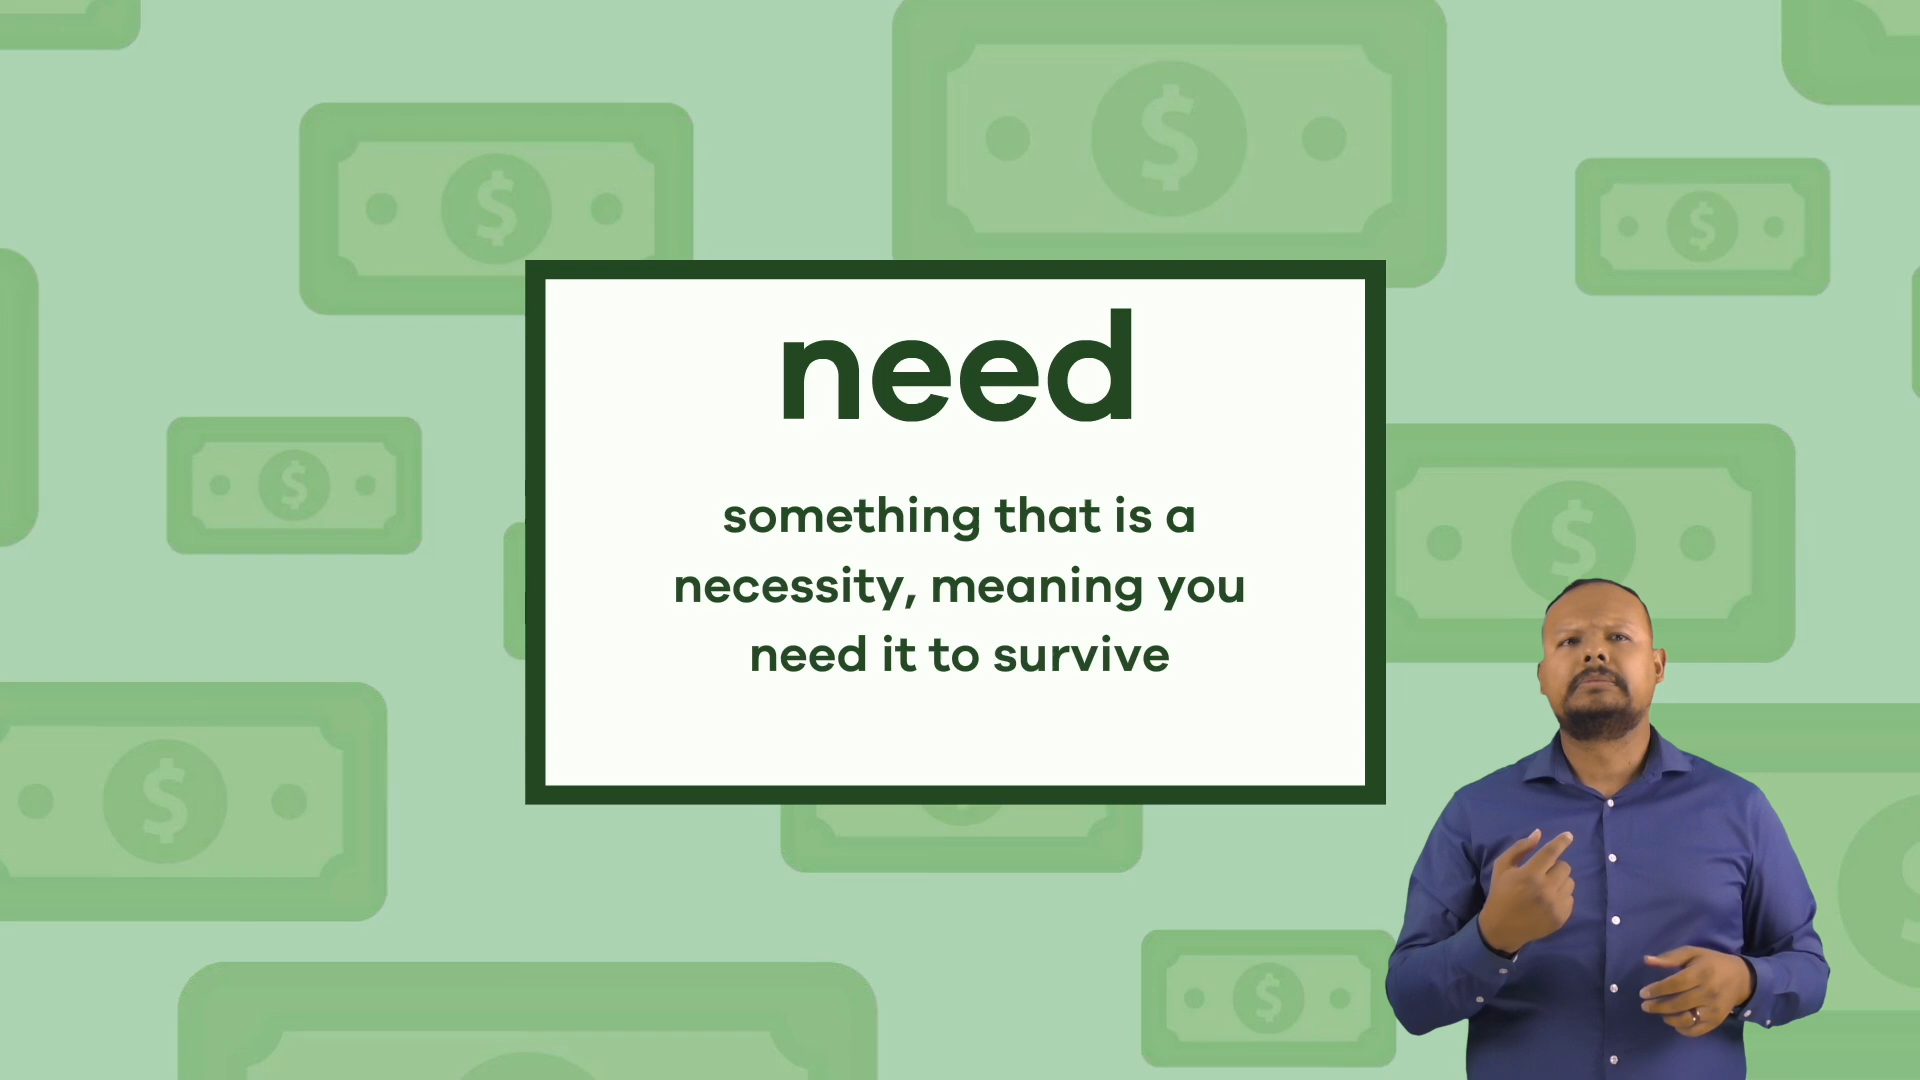 need
something that is a
necessity, meaning you
need it to survive